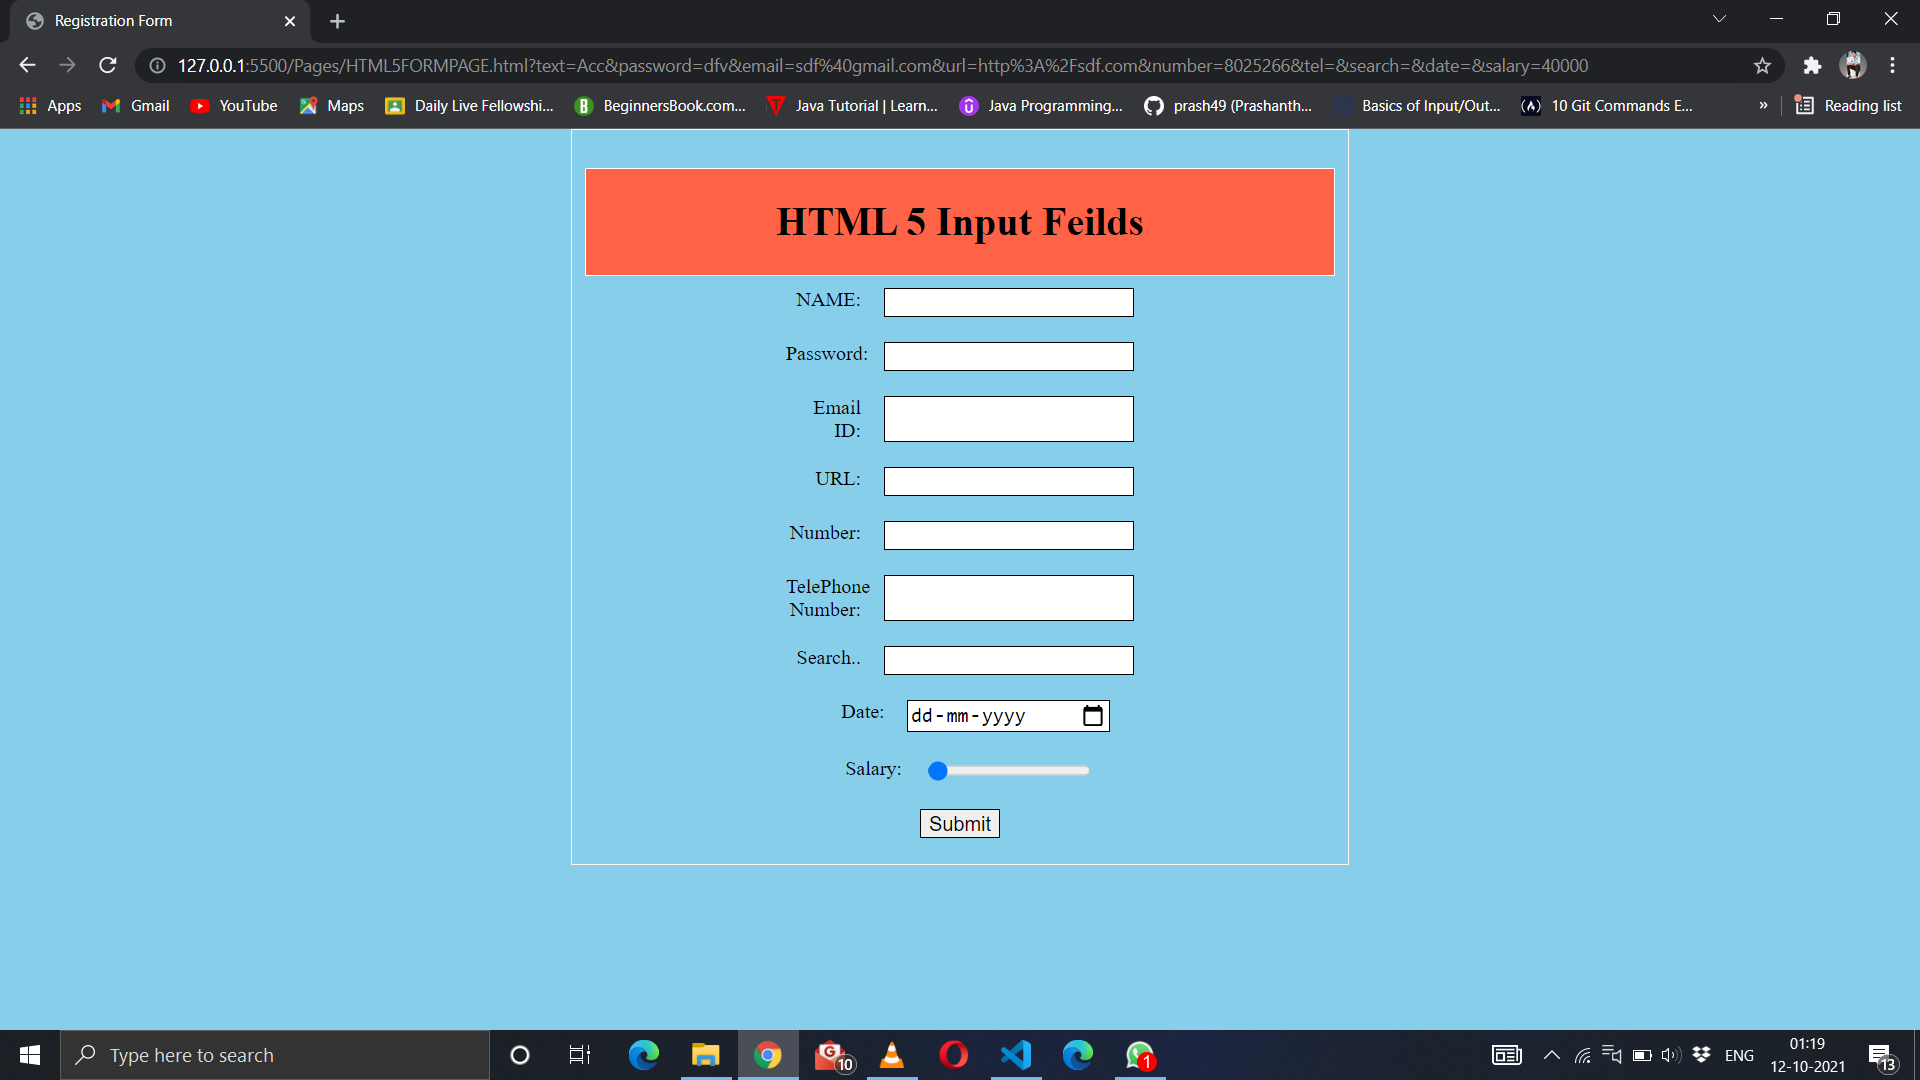 Registration Form
127.0.0.1:5500/Pages/HTML5FORMPAGE.html?text=Acc&password=dfv&email=sdf%40gmail.com&url=http%3A%2Fsdf.com&number=8025266&tel=&search=&date=&salary=40000
Apps Gmail YouTube Maps Daily Live Fellowshi... BeginnersBook.com... Java Tutorial | Learn... Java Programming... prash49 (Prashanth... Basics of Input/Out... 10 Git Commands E... » Reading list
HTML 5 Input Feilds
NAME:
Password:
Email
ID:
URL:
Number:
TelePhone
Number:
Search..
Date: dd-mm-yyyy
Salary:
Submit
Type here to search
10
1
ENG
01:19
12-10-2021
13